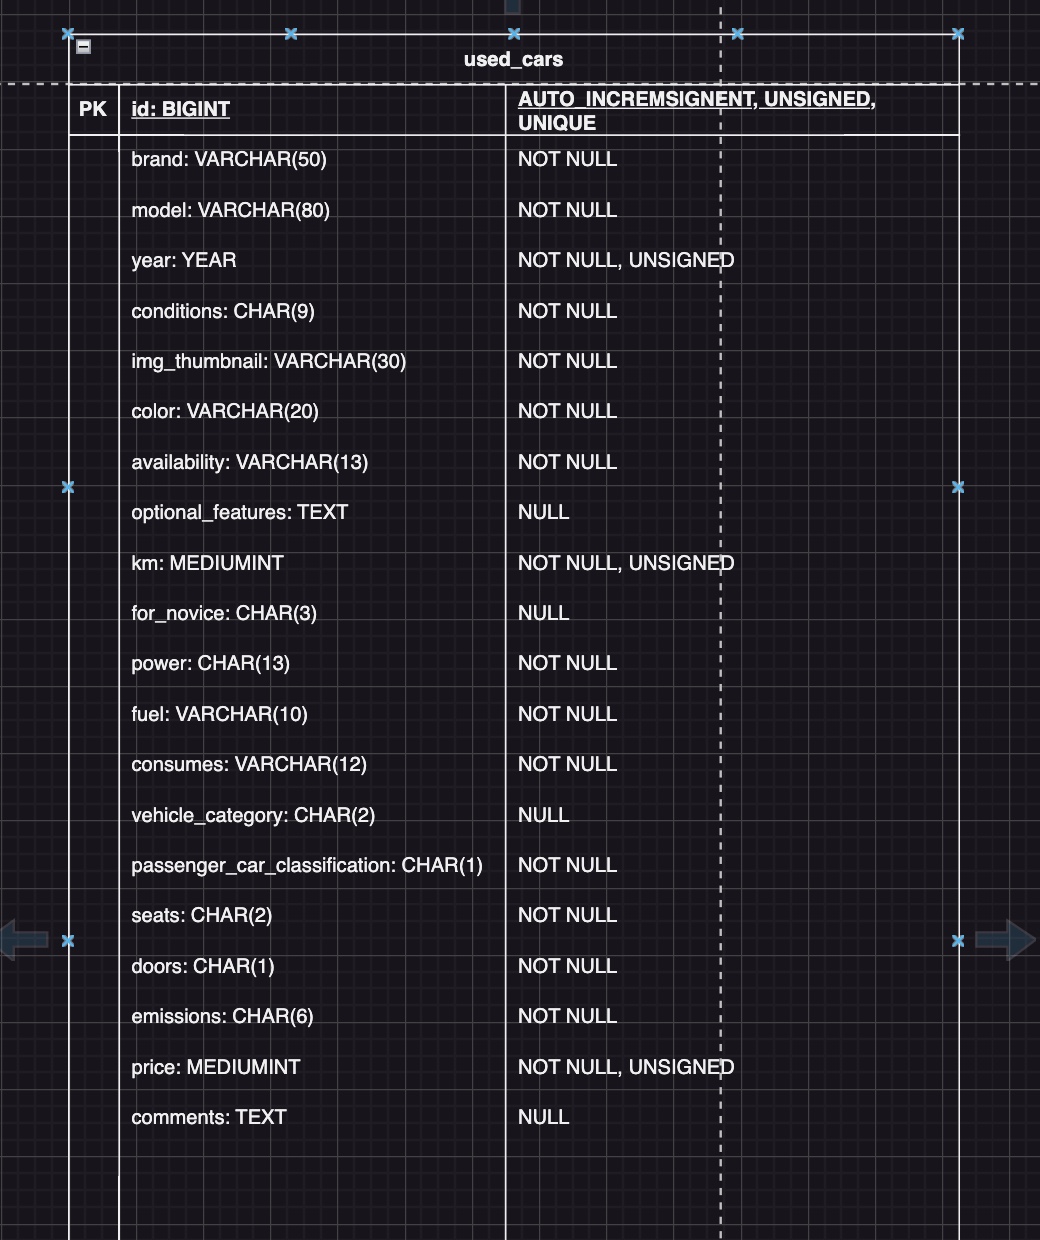 used_cars
PK
id: BIGINT
AUTO_INCREMSIGNENT, UNSIGNED,
UNIQUE
brand: VARCHAR(50)
NOT NULL
model: VARCHAR(80)
NOT NULL
year: YEAR
NOT NULL, UNSIGNED
conditions: CHAR(9)
NOT NULL
img_thumbnail: VARCHAR(30)
NOT NULL
color: VARCHAR(20)
NOT NULL
availability: VARCHAR(13)
NOT NULL
optional_features: TEXT
NULL
km: MEDIUMINT
NOT NULL, UNSIGNED
for_novice: CHAR(3)
NULL
power: CHAR(13)
NOT NULL
fuel: VARCHAR(10)
NOT NULL
consumes: VARCHAR(12)
NOT NULL
vehicle_category: CHAR(2)
NULL
passenger_car_classification: CHAR(1)
NOT NULL
seats: CHAR(2)
NOT NULL
doors: CHAR(1)
NOT NULL
emissions: CHAR(6)
NOT NULL
price: MEDIUMINT
NOT NULL, UNSIGNED
comments: TEXT
NULL